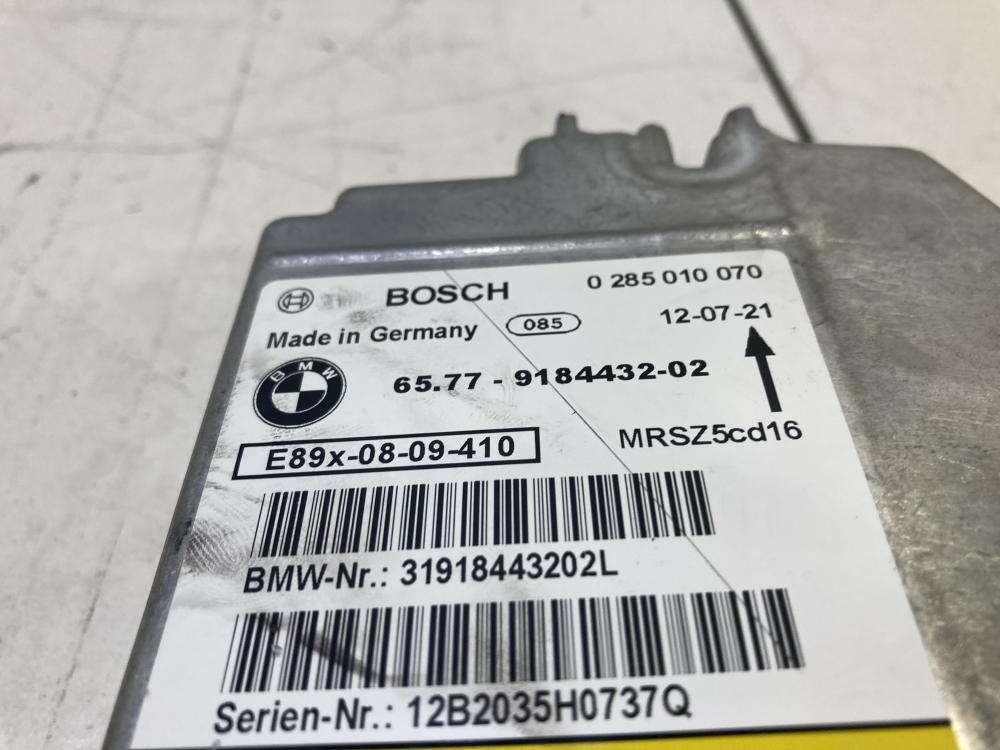 BOSCH 0 285 010 070
Made in Germany 085 12-07-21
BMW 65.77 - 9184432-02
E89x-08-09-410 MRSZ5cd16
BMW-Nr.: 31918443202L
Serien-Nr.: 12B2035H0737Q